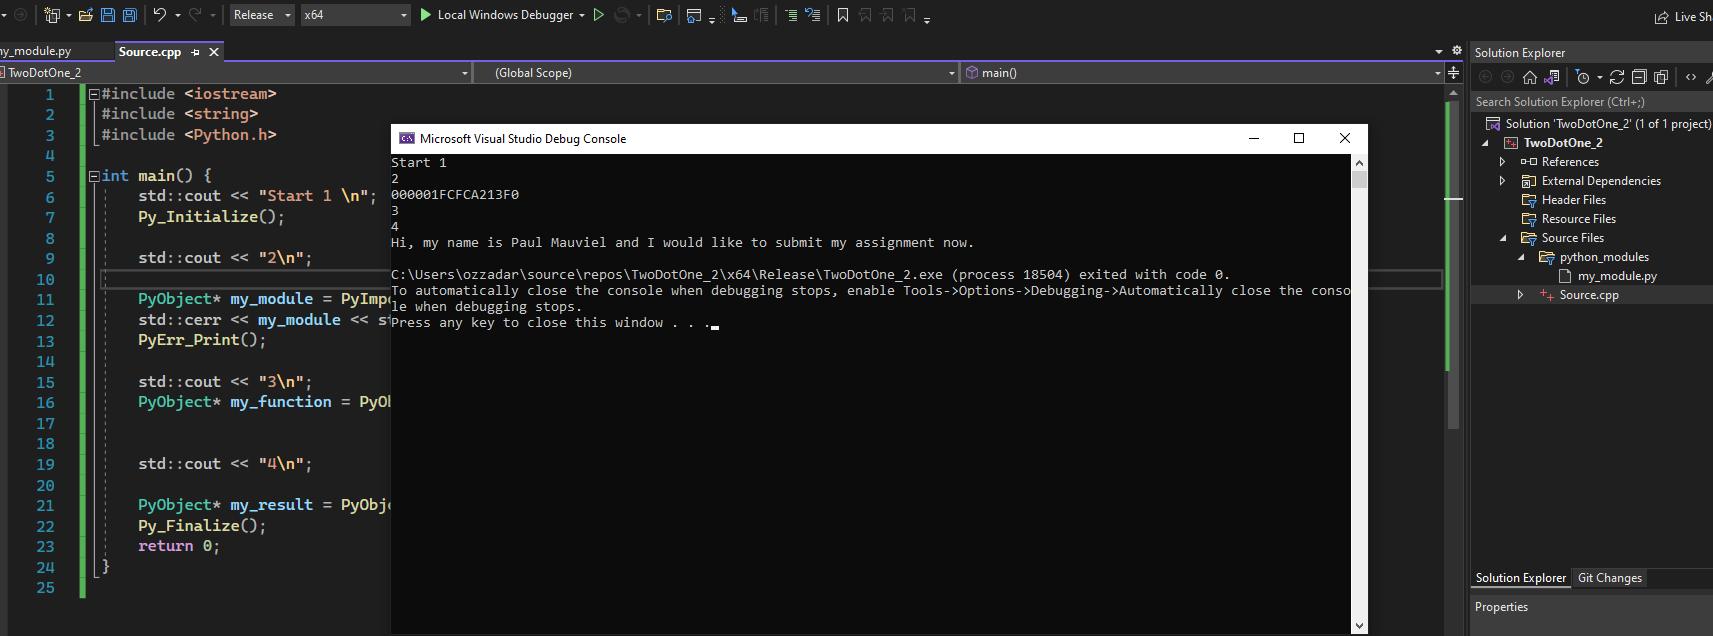 Release
x64
Local Windows Debugger
Live Sh
my_module.py
Source.cpp
Solution Explorer
TwoDotOne_2
(Global Scope)
main()
Search Solution Explorer (Ctrl+;)
Solution 'TwoDotOne_2' (1 of 1 project)
TwoDotOne_2
References
External Dependencies
Header Files
Resource Files
Source Files
python_modules
my_module.py
Source.cpp
Solution Explorer
Git Changes
Properties
1 #include <iostream>
2 #include <string>
3 #include <Python.h>
4
5 int main() {
6 std::cout << "Start 1 \n";
7 Py_Initialize();
8
9 std::cout << "2\n";
10
11 PyObject* my_module = PyImpo
12 std::cerr << my_module << st
13 PyErr_Print();
14
15 std::cout << "3\n";
16 PyObject* my_function = PyOb
17
18
19 std::cout << "4\n";
20
21 PyObject* my_result = PyObje
22 Py_Finalize();
23 return 0;
24 }
25
Microsoft Visual Studio Debug Console
Start 1
2
000001FCFCA213F0
3
4
Hi, my name is Paul Mauviel and I would like to submit my assignment now.
C:\Users\ozzadar\source\repos\TwoDotOne_2\x64\Release\TwoDotOne_2.exe (process 18504) exited with code 0.
To automatically close the console when debugging stops, enable Tools->Options->Debugging->Automatically close the conso
le when debugging stops.
Press any key to close this window . . .